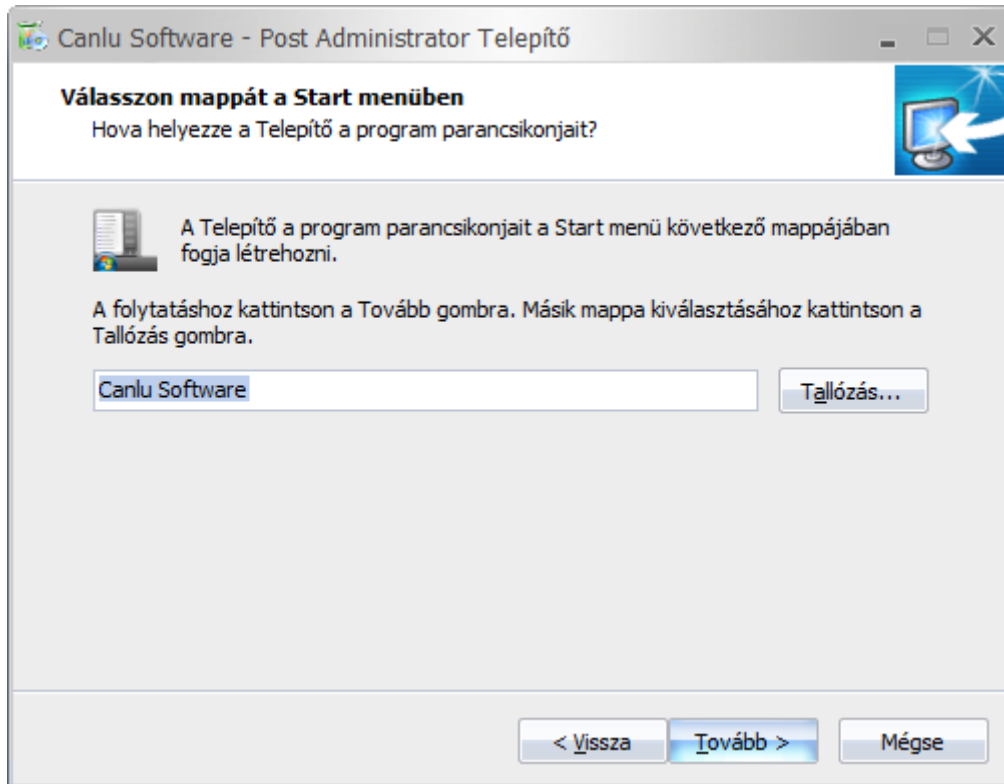 Canlu Software - Post Administrator Telepítő
Válasszon mappát a Start menüben
Hova helyezze a Telepítő a program parancsikonjait?
A Telepítő a program parancsikonjait a Start menü következő mappájában
fogja létrehozni.
A folytatáshoz kattintson a Tovább gombra. Másik mappa kiválasztásához kattintson a
Tallózás gombra.
Canlu Software
Tallózás...
< Vissza
Tovább >
Mégse